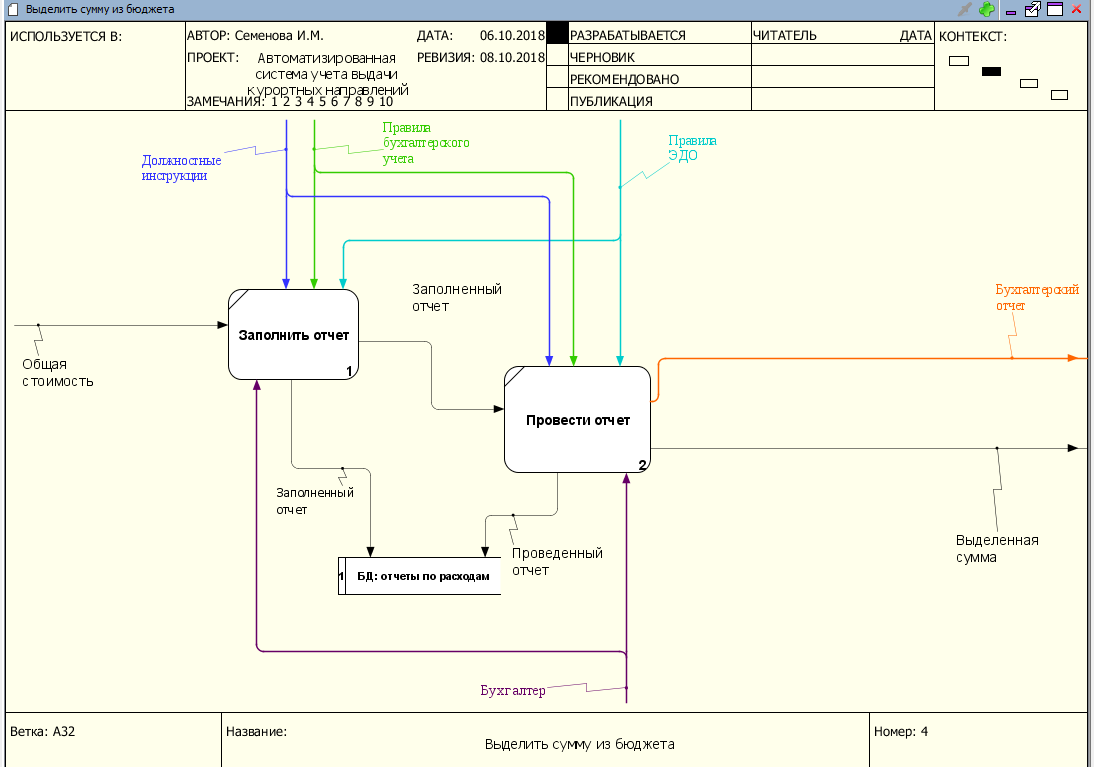 Выделить сумму из бюджета
ИСПОЛЬЗУЕТСЯ В:
АВТОР: Семенова И.М.
ДАТА: 06.10.2018
РАЗРАБАТЫВАЕТСЯ
ЧИТАТЕЛЬ
ДАТА
КОНТЕКСТ:
ПРОЕКТ: Автоматизированная
система учета выдачи
курортных направлений
РЕВИЗИЯ: 08.10.2018
ЧЕРНОВИК
РЕКОМЕНДОВАНО
ЗАМЕЧАНИЯ: 1 2 3 4 5 6 7 8 9 10
ПУБЛИКАЦИЯ
Должностные
инструкции
Правила
бухгалтерского
учета
Правила
ЭДО
Заполненный
отчет
Бухгалтерский
отчет
Заполнить отчет
1
Общая
стоимость
Провести отчет
2
Заполненный
отчет
Выделенная
сумма
Проведенный
отчет
1 БД: отчеты по расходам
Бухгалтер
Ветка: A32
Название:
Выделить сумму из бюджета
Номер: 4